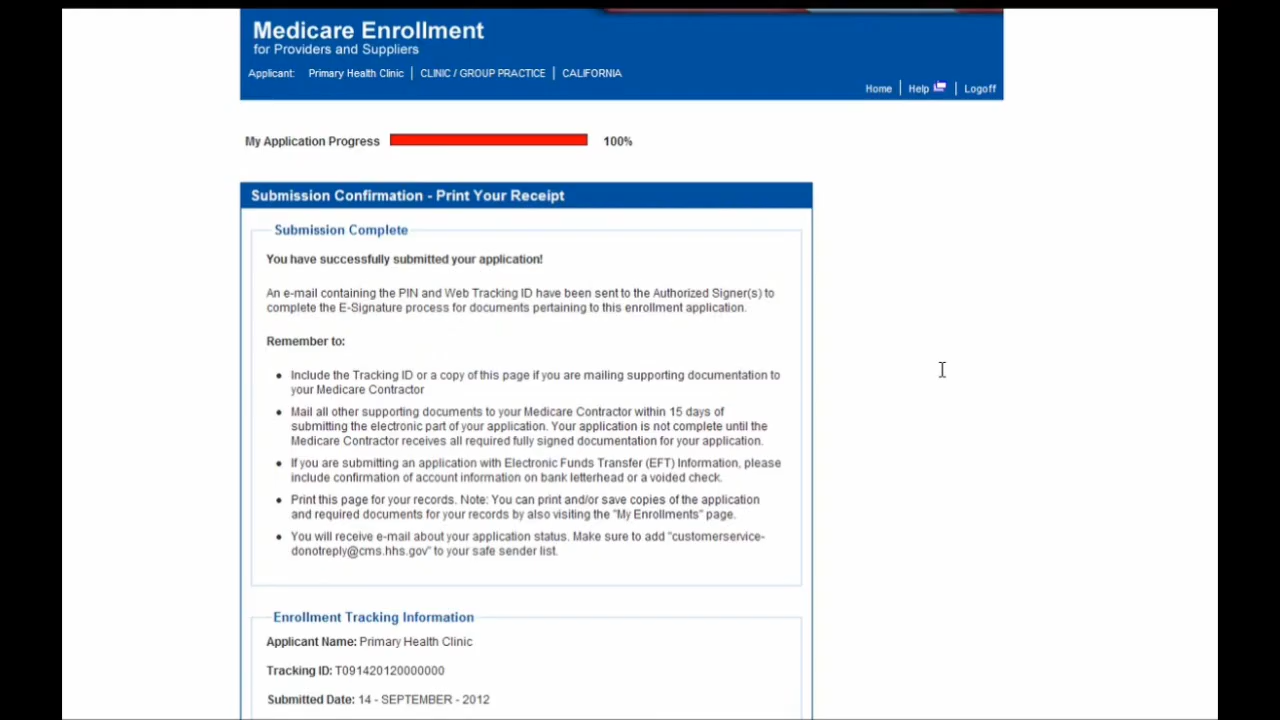 Medicare Enrollment
for Providers and Suppliers
Applicant: Primary Health Clinic | CLINIC / GROUP PRACTICE | CALIFORNIA
Home | Help | Logoff
My Application Progress 100%
Submission Confirmation - Print Your Receipt
Submission Complete
You have successfully submitted your application!
An e-mail containing the PIN and Web Tracking ID have been sent to the Authorized Signer(s) to
complete the E-Signature process for documents pertaining to this enrollment application.
Remember to:
• Include the Tracking ID or a copy of this page if you are mailing supporting documentation to
your Medicare Contractor
• Mail all other supporting documents to your Medicare Contractor within 15 days of
submitting the electronic part of your application. Your application is not complete until the
Medicare Contractor receives all required fully signed documentation for your application.
• If you are submitting an application with Electronic Funds Transfer (EFT) Information, please
include confirmation of account information on bank letterhead or a voided check.
• Print this page for your records. Note: You can print and/or save copies of the application
and required documents for your records by also visiting the "My Enrollments" page.
• You will receive e-mail about your application status. Make sure to add "customerservice-
donotreply@cms.hhs.gov" to your safe sender list.
Enrollment Tracking Information
Applicant Name: Primary Health Clinic
Tracking ID: T091420120000000
Submitted Date: 14 - SEPTEMBER - 2012